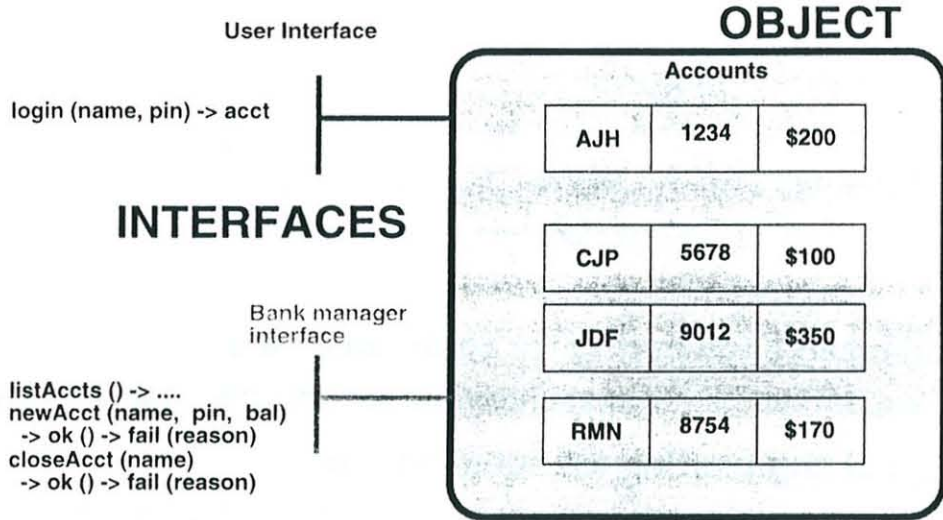 OBJECT
User Interface
login (name, pin) -> acct
INTERFACES
Bank manager
interface
listAccts () -> ....
newAcct (name, pin, bal)
-> ok () -> fail (reason)
closeAcct (name)
-> ok () -> fail (reason)
Accounts
AJH 1234 $200
CJP 5678 $100
JDF 9012 $350
RMN 8754 $170